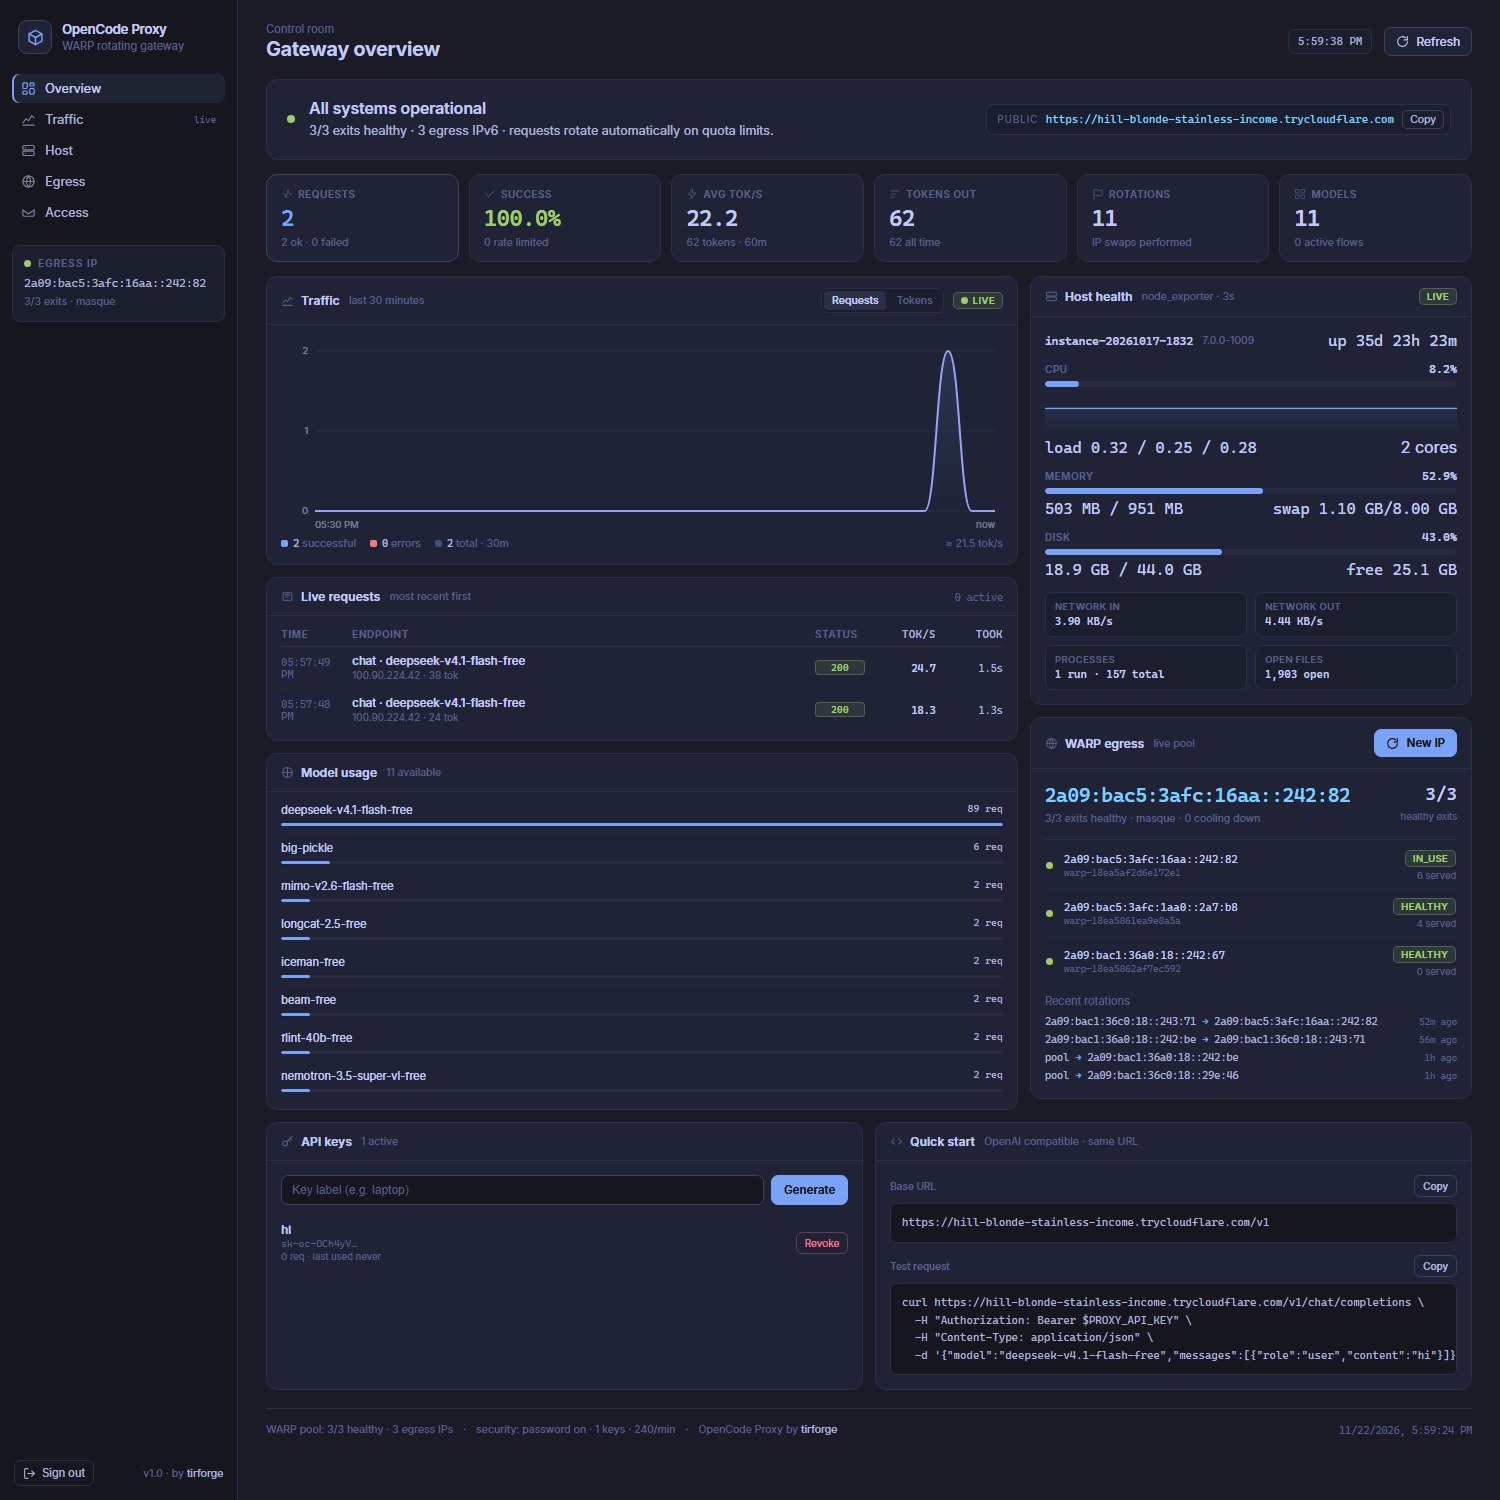 OpenCode Proxy
WARP rotating gateway
Overview
Traffic live
Host
Egress
Access
EGRESS IP
2a09:bac5:3afc:16aa::242:82
3/3 exits · masque
Sign out
v1.0 · by tirforge
Control room
Gateway overview
5:59:38 PM
Refresh
All systems operational
3/3 exits healthy · 3 egress IPv6 · requests rotate automatically on quota limits.
PUBLIC https://hill-blonde-stainless-income.trycloudflare.com Copy
REQUESTS
2
2 ok · 0 failed
SUCCESS
100.0%
0 rate limited
AVG TOK/S
22.2
62 tokens · 60m
TOKENS OUT
62
62 all time
ROTATIONS
11
IP swaps performed
MODELS
11
0 active flows
Traffic last 30 minutes
Requests Tokens
LIVE
2
1
0
05:30 PM now
2 successful 0 errors 2 total · 30m ≈ 21.5 tok/s
Live requests most recent first 0 active
TIME ENDPOINT STATUS TOK/S TOOK
05:57:49 PM chat · deepseek-v4.1-flash-free 200 24.7 1.5s
100.90.224.42 · 38 tok
05:57:48 PM chat · deepseek-v4.1-flash-free 200 18.3 1.3s
100.90.224.42 · 24 tok
Model usage 11 available
deepseek-v4.1-flash-free 89 req
big-pickle 6 req
mimo-v2.6-flash-free 2 req
longcat-2.5-free 2 req
iceman-free 2 req
beam-free 2 req
flint-40b-free 2 req
nemotron-3.5-super-vl-free 2 req
Host health node_exporter · 3s LIVE
instance-20261017-1832 7.0.0-1009 up 35d 23h 23m
CPU 8.2%
load 0.32 / 0.25 / 0.28 2 cores
MEMORY 52.9%
503 MB / 951 MB swap 1.10 GB/8.00 GB
DISK 43.0%
18.9 GB / 44.0 GB free 25.1 GB
NETWORK IN
3.90 KB/s
NETWORK OUT
4.44 KB/s
PROCESSES
1 run · 157 total
OPEN FILES
1,903 open
WARP egress live pool New IP
2a09:bac5:3afc:16aa::242:82 3/3
3/3 exits healthy · masque · 0 cooling down healthy exits
2a09:bac5:3afc:16aa::242:82 IN_USE
warp-18ea5af2d6e172e1 6 served
2a09:bac5:3afc:1aa0::2a7:b8 HEALTHY
warp-18ea5861ea9e8a5a 4 served
2a09:bac1:36a0:18::242:67 HEALTHY
warp-18ea5862af7ec592 0 served
Recent rotations
2a09:bac1:36c0:18::243:71 → 2a09:bac5:3afc:16aa::242:82 52m ago
2a09:bac1:36a0:18::242:be → 2a09:bac1:36c0:18::243:71 56m ago
pool → 2a09:bac1:36a0:18::242:be 1h ago
pool → 2a09:bac1:36c0:18::29e:46 1h ago
API keys 1 active
Key label (e.g. laptop) Generate
hi
sk-oc-OCh4yV…
0 req · last used never
Revoke
Quick start OpenAI compatible · same URL
Base URL Copy
https://hill-blonde-stainless-income.trycloudflare.com/v1
Test request Copy
curl https://hill-blonde-stainless-income.trycloudflare.com/v1/chat/completions \
-H "Authorization: Bearer $PROXY_API_KEY" \
-H "Content-Type: application/json" \
-d '{"model":"deepseek-v4.1-flash-free","messages":[{"role":"user","content":"hi"}]}
WARP pool: 3/3 healthy · 3 egress IPs · security: password on · 1 keys · 240/min · OpenCode Proxy by tirforge
11/22/2026, 5:59:24 PM